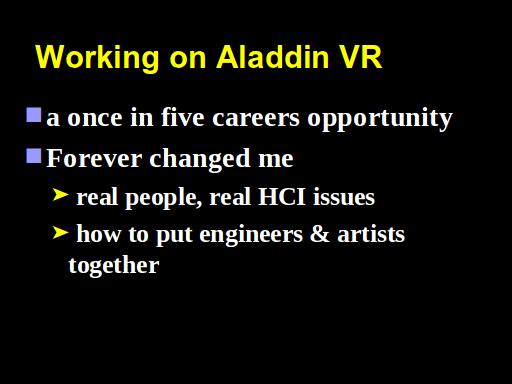 Working on Aladdin VR
a once in five careers opportunity
Forever changed me
real people, real HCI issues
how to put engineers & artists
together